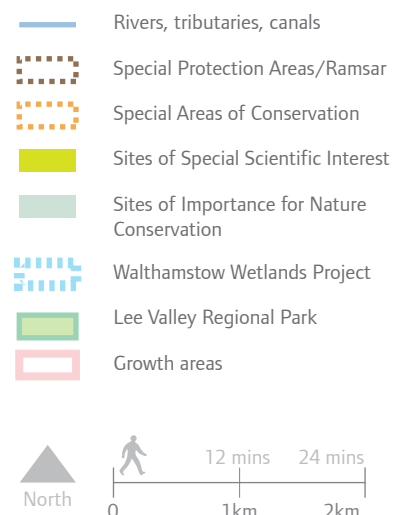 Rivers, tributaries, canals
Special Protection Areas/Ramsar
Special Areas of Conservation
Sites of Special Scientific Interest
Sites of Importance for Nature
Conservation
Walthamstow Wetlands Project
Lee Valley Regional Park
Growth areas
12 mins 24 mins
North
0 1km 2km